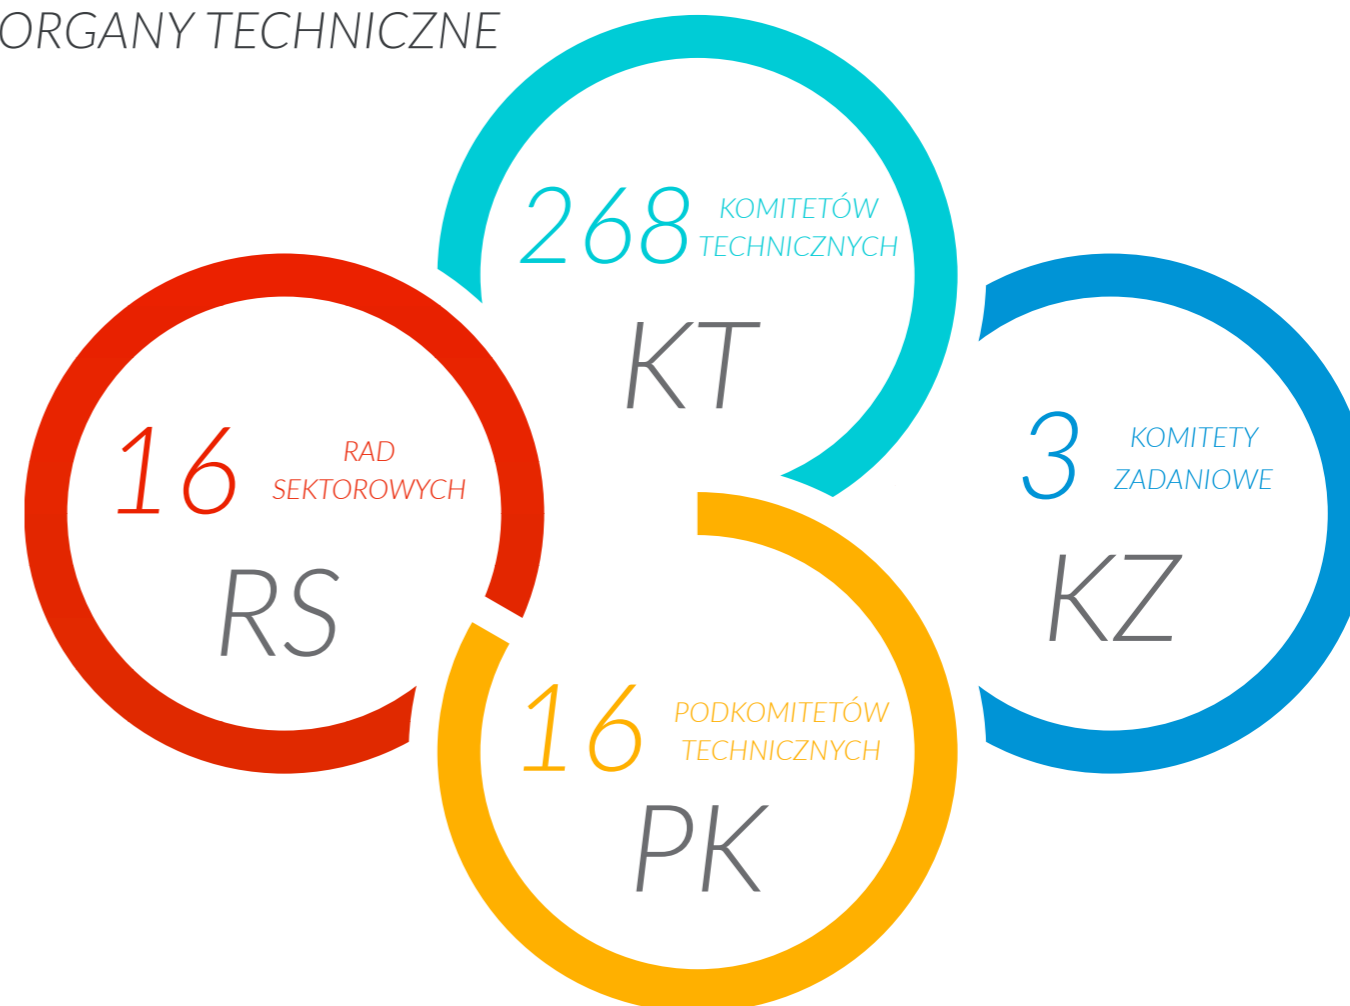 ORGANY TECHNICZNE
268 KOMITETÓW
TECHNICZNYCH
KT
16 RAD
SEKTOROWYCH
RS
3 KOMITETY
ZADANIOWE
KZ
16 PODKOMITETÓW
TECHNICZNYCH
PK